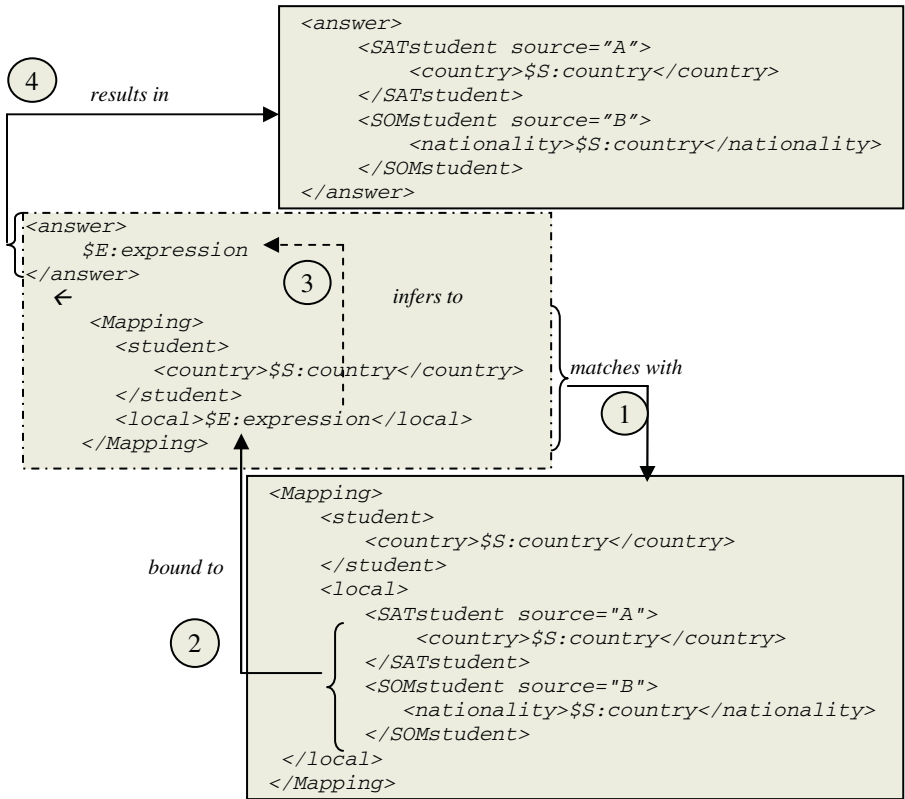 <answer>
<SATstudent source="A">
<country>$S:country</country>
</SATstudent>
<SOMstudent source="B">
<nationality>$S:country</nationality>
</SOMstudent>
</answer>
4
results in
<answer>
$E:expression
</answer>
←
3
infers to
<Mapping>
<student>
<country>$S:country</country>
</student>
<local>$E:expression</local>
</Mapping>
matches with
1
<Mapping>
<student>
<country>$S:country</country>
</student>
<local>
<SATstudent source="A">
<country>$S:country</country>
</SATstudent>
<SOMstudent source="B">
<nationality>$S:country</nationality>
</SOMstudent>
</local>
</Mapping>
bound to
2